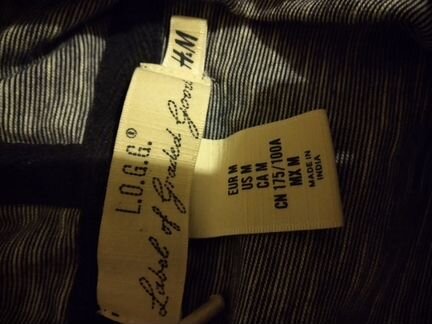 H&M
L.O.G.G.®
Label of Graded Goods
EUR M
US M
CA M
CN 175/100A
MX M
MADE IN
INDIA